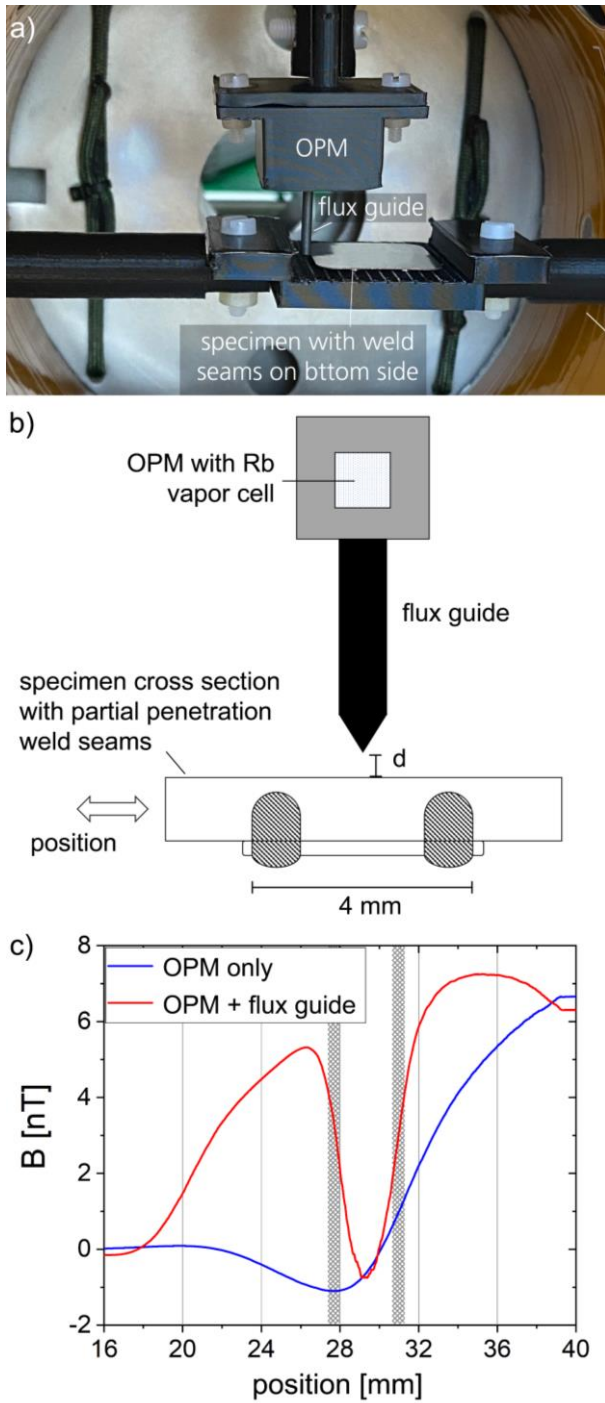 a)
OPM
flux guide
specimen with weld
seams on bttom side
b)
OPM with Rb
vapor cell
flux guide
specimen cross section
with partial penetration
weld seams
d
position
4 mm
c)
8
OPM only
OPM + flux guide
6
4
2
0
-2
B [nT]
16 20 24 28 32 36 40
position [mm]